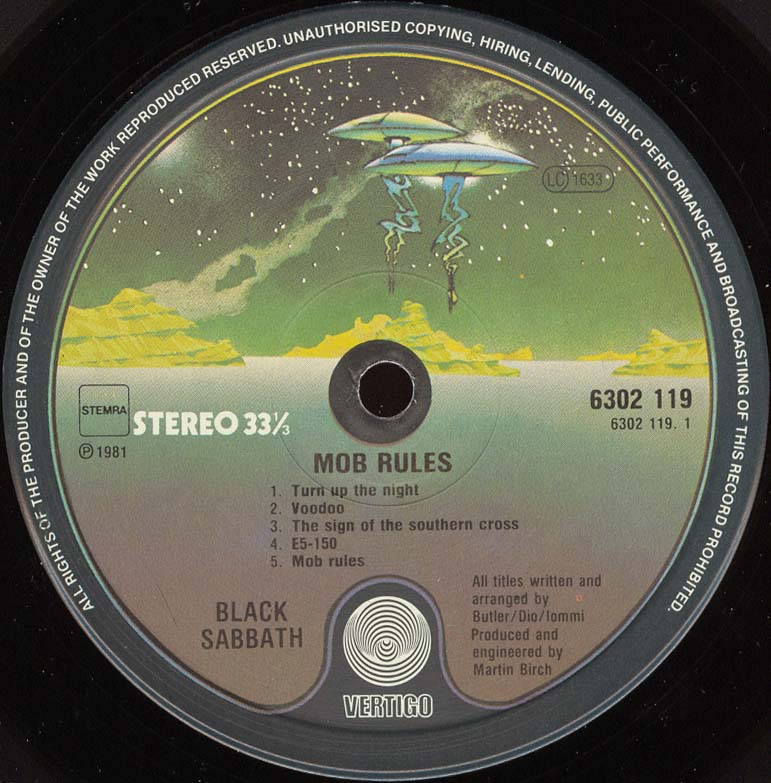 ALL RIGHTS OF THE PRODUCER AND OF THE OWNER OF THE WORK REPRODUCED RESERVED. UNAUTHORISED COPYING, HIRING, LENDING, PUBLIC PERFORMANCE AND BROADCASTING OF THIS RECORD PROHIBITED.
LC 1633
STEMRA
STEREO 33⅓
℗ 1981
6302 119
6302 119. 1
MOB RULES
1. Turn up the night
2. Voodoo
3. The sign of the southern cross
4. E5-150
5. Mob rules
BLACK
SABBATH
All titles written and
arranged by
Butler/Dio/Iommi
Produced and
engineered by
Martin Birch
VERTIGO